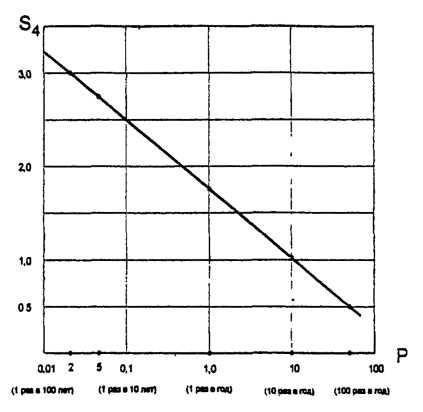 S4
4
3,0
2,0
1,0
0.5
P
0,01 2 5 0,1 1,0 10 100
(1 раз в 100 лет) (1 раз в 10 лет) (1 раз в год) (10 раз в год) (100 раз в год)